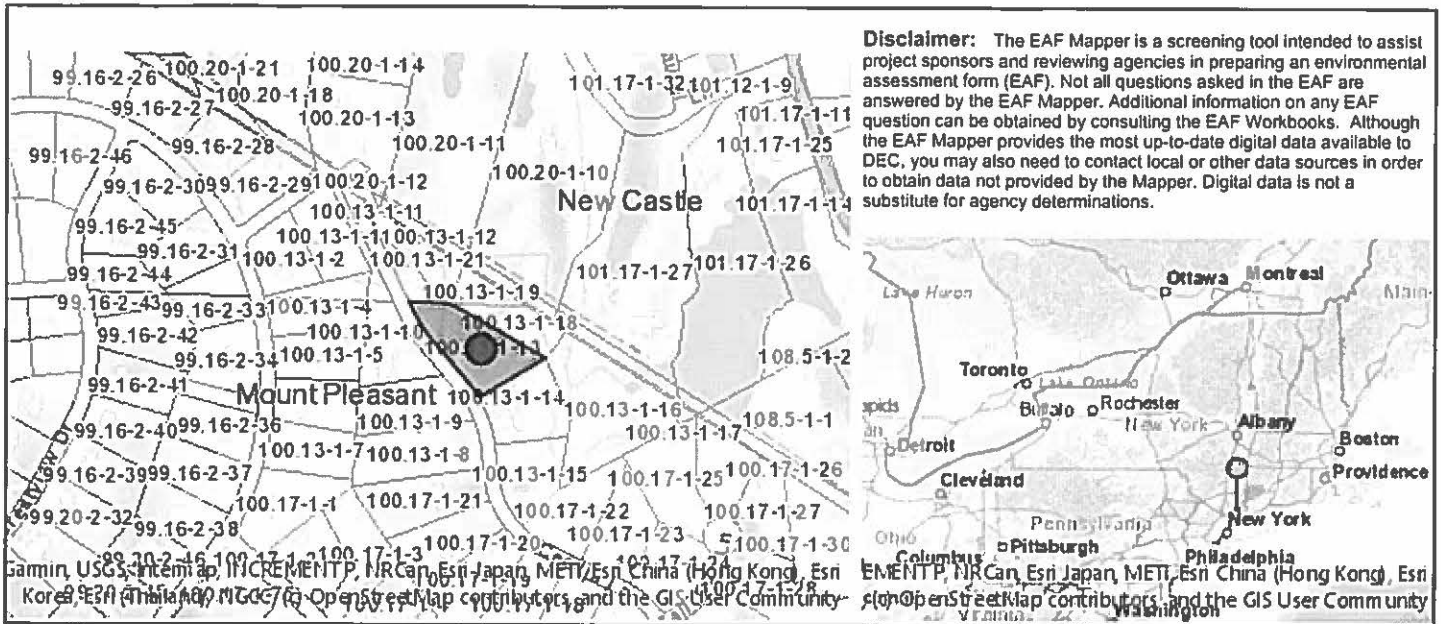 Disclaimer: The EAF Mapper is a screening tool intended to assist
project sponsors and reviewing agencies in preparing an environmental
assessment form (EAF). Not all questions asked in the EAF are
answered by the EAF Mapper. Additional information on any EAF
question can be obtained by consulting the EAF Workbooks. Although
the EAF Mapper provides the most up-to-date digital data available to
DEC, you may also need to contact local or other data sources in order
to obtain data not provided by the Mapper. Digital data is not a
substitute for agency determinations.
99.16-2-26 100.20-1-21 100.20-1-14
100.20-1-18
99.16-2-27
100.20-1-13
101.17-1-32 101.12-1-9
101.17-1-11
99.16-2-28
100.20-1-11
101.17-1-25
99.16-2-46
100.20-1-10
99.16-2-30 99.16-2-29 100.20-1-12
New Castle
101.17-1-14
100.13-1-11
99.16-2-45
100.13-1-1 100.13-1-12
99.16-2-31
100.13-1-2 100.13-1-21
99.16-2-44
101.17-1-27 101.17-1-26
99.16-2-43
100.13-1-19
99.16-2-33 100.13-1-4
100.13-1-18
99.16-2-42
100.13-1-10
99.16-2-34 100.13-1-5
108.5-1-2
99.16-2-41
Mount Pleasant 100.13-1-14
100.13-1-16
99.16-2-40 99.16-2-36
100.13-1-9
108.5-1-1
100.13-1-17
100.13-1-7 100.13-1-8
99.16-2-39 99.16-2-37
100.13-1-15
100.17-1-26
100.17-1-25
100.17-1-1
100.17-1-21
100.17-1-22
100.17-1-27
99.20-2-32
99.16-2-38
100.17-1-23
100.17-1-20
100.17-1-30
100.17-1-3
Garmin, USGS, Intermap, INCREMENT P, NRCan, Esri Japan, METI, Esri China (Hong Kong), Esri
Korea, Esri (Thailand), NGCC, (c) OpenStreetMap contributors, and the GIS User Community
Ottawa Montreal
Lake Huron
Main
Toronto
Lake Ontario
Buffalo Rochester
New York
Albany
Detroit
Boston
Providence
Cleveland
New York
Pennsylvania
Ohio
Pittsburgh
Columbus
Philadelphia
EMENT P, NRCan, Esri Japan, METI, Esri China (Hong Kong), Esri
OpenStreetMap contributors, and the GIS User Community
Washington